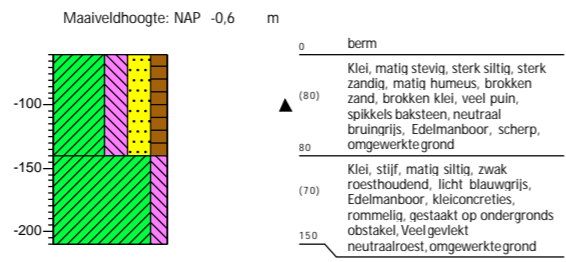 Maaiveldhoogte: NAP -0,6 m
0 berm
Klei, matig stevig, sterk siltig, sterk
zandig, matig humeus, brokken
(80)
zand, brokken klei, veel puin,
-100
spikkels baksteen, neutraal
bruingrijs, Edelmanboor, scherp,
80
omgewerkte grond
-150
Klei, stijf, matig siltig, zwak
roesthoudend, licht blauwgrijs,
(70)
Edelmanboor, kleiconcreties,
rommelig, gestaakt op ondergronds
-200
150
obstakel, Veel gevlekt
neutraalroest, omgewerkte grond